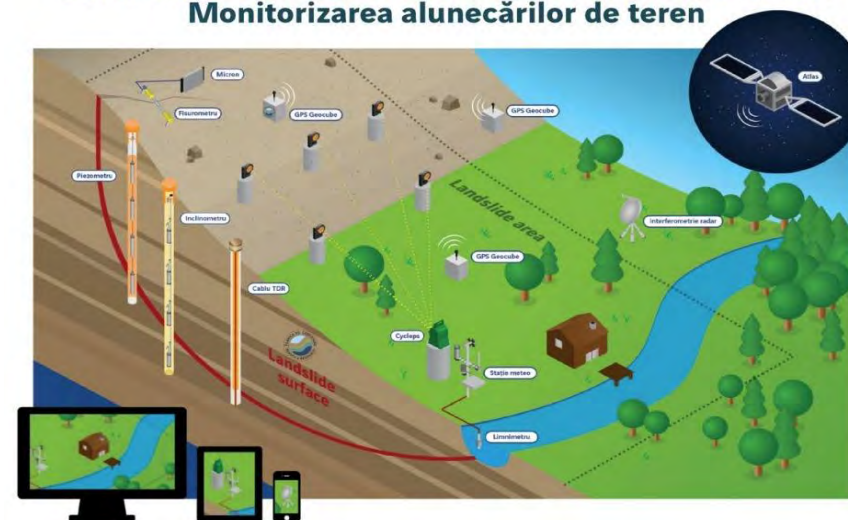 Monitorizarea alunecărilor de teren
Micron
Atlas
Fisurometru
GPS Geocube
GPS Geocube
Piezometru
Inclinometru
Landslide area
Interferometrie radar
GPS Geocube
Cablu TDR
Cyclops
Stație meteo
Landslide
surface
Limnimetru